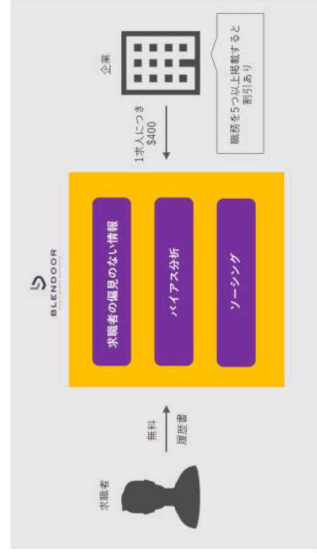 BLENDOOR
求職者
無料
履歴書
求職者の偏見のない情報
バイアス分析
ソーシング
企業
1求人につき
$400
職務を5つ以上掲載すると
割引あり